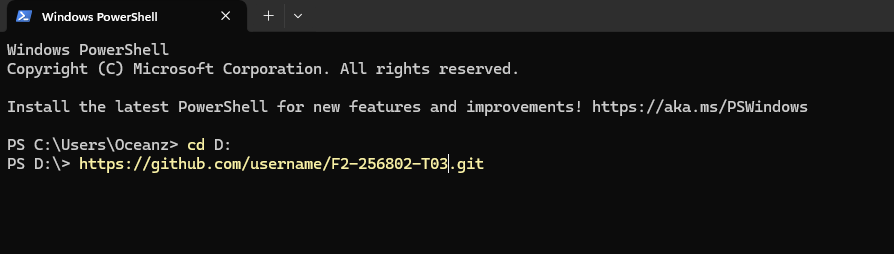 Windows PowerShell
Windows PowerShell
Copyright (C) Microsoft Corporation. All rights reserved.
Install the latest PowerShell for new features and improvements! https://aka.ms/PSWindows
PS C:\Users\Oceanz> cd D:
PS D:\> https://github.com/username/F2-256802-T03.git